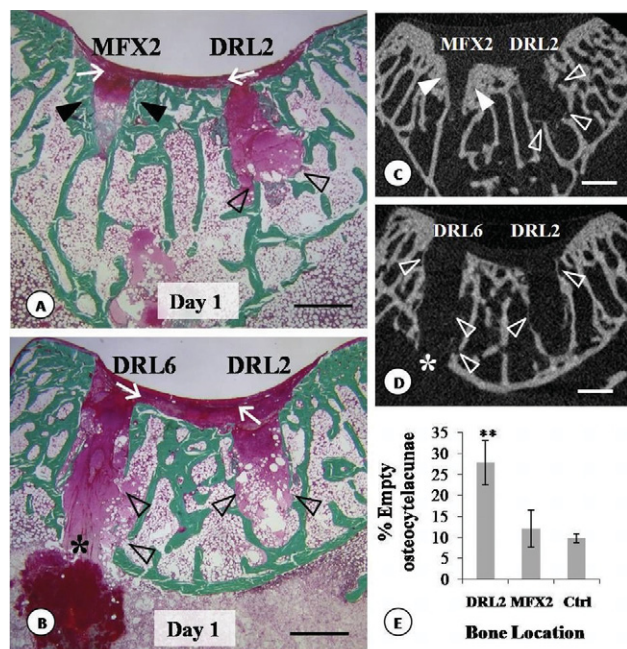 MFX2 DRL2
Day 1
A
DRL6 DRL2
Day 1
B
MFX2 DRL2
C
DRL6 DRL2
*
D
*
% Empty
osteocytelacunae
35
30
25
20
15
10
5
0
**
DRL2 MFX2 Ctrl
Bone Location
E